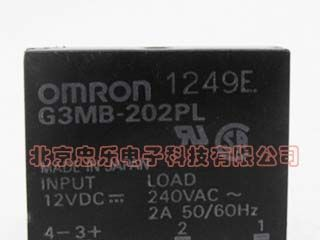 OMRON 1249E
G3MB-202PL
北京忠乐电子科技有限公司
MADE IN JAPAN
INPUT LOAD
12VDC⎓ 240VAC ~
2A 50/60Hz
4-3+ 2 1